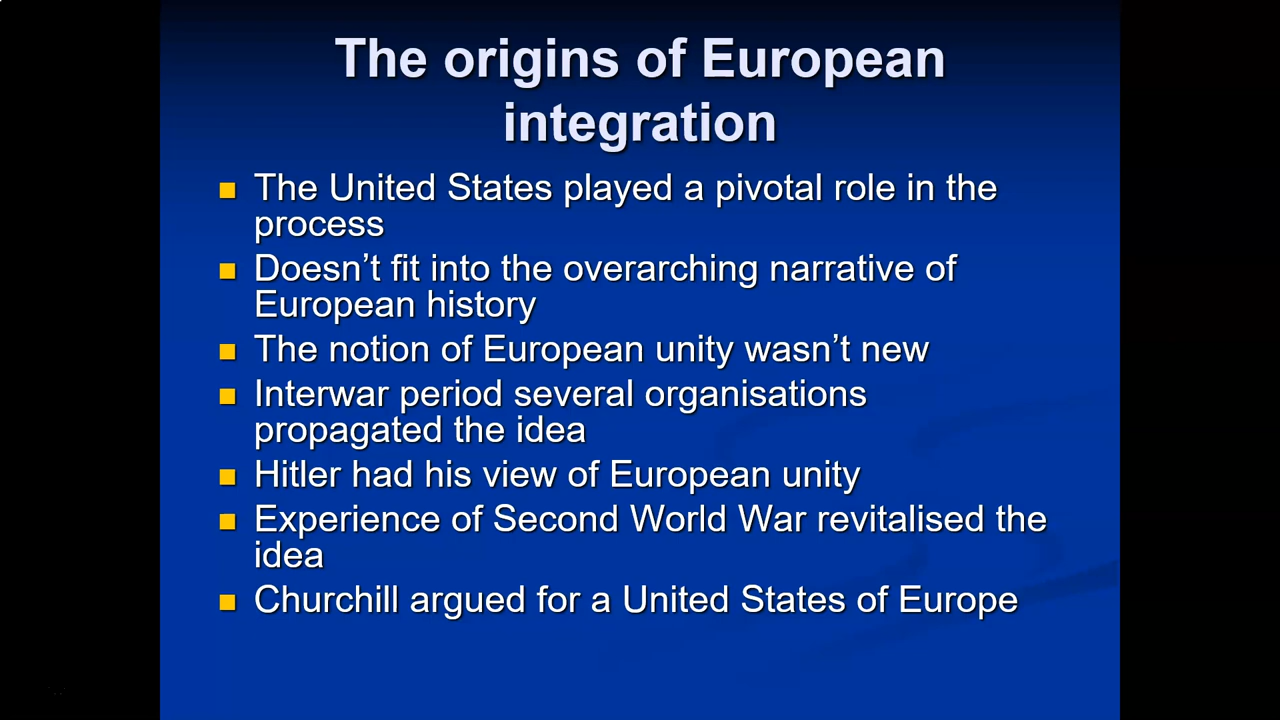 The origins of European
integration
The United States played a pivotal role in the
process
Doesn’t fit into the overarching narrative of
European history
The notion of European unity wasn’t new
Interwar period several organisations
propagated the idea
Hitler had his view of European unity
Experience of Second World War revitalised the
idea
Churchill argued for a United States of Europe